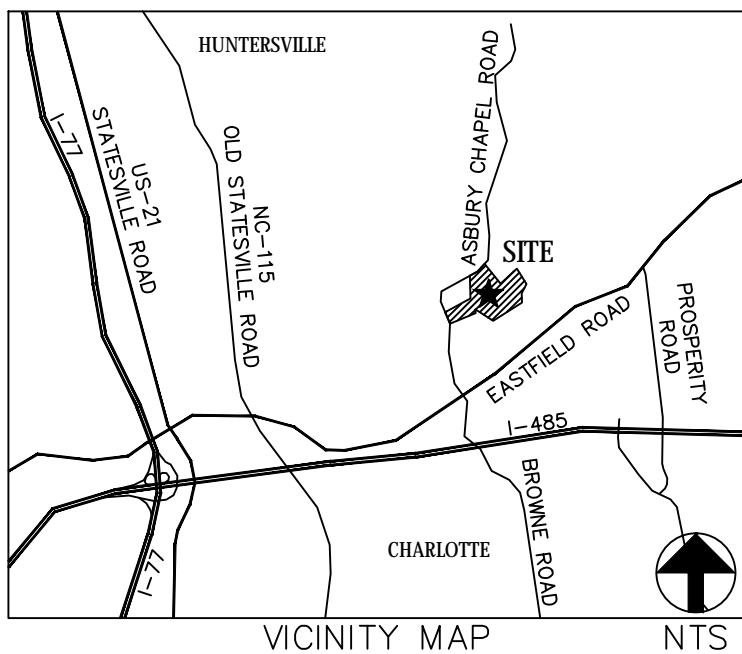 HUNTERSVILLE
I-77
US-21
STATESVILLE ROAD
NC-115
OLD STATESVILLE ROAD
ASBURY CHAPEL ROAD
SITE
PROSPERITY
ROAD
EASTFIELD ROAD
I-485
BROWNE ROAD
CHARLOTTE
I-77
VICINITY MAP
NTS